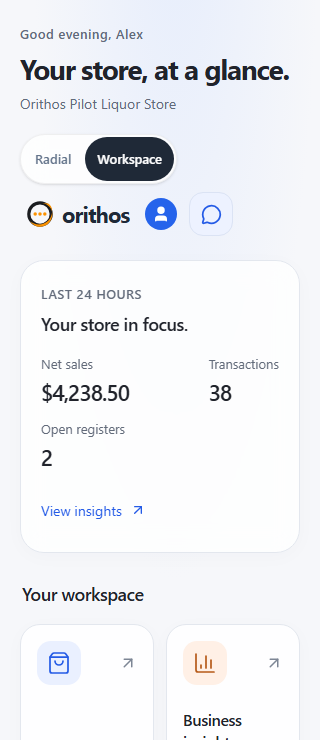 Good evening, Alex
Your store, at a glance.
Orithos Pilot Liquor Store
Radial
Workspace
orithos
LAST 24 HOURS
Your store in focus.
Net sales
Transactions
$4,238.50
38
Open registers
2
View insights
Your workspace
Business